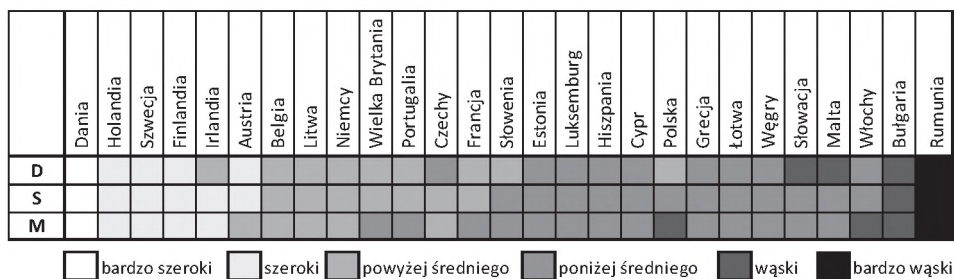 Dania Holandia Szwecja Finlandia Irlandia Austria Belgia Litwa Niemcy Wielka Brytania Portugalia Czechy Francja Słowenia Estonia Luksemburg Hiszpania Cypr Polska Grecja Łotwa Węgry Słowacja Malta Włochy Bułgaria Rumunia
D
S
M
bardzo szeroki szeroki powyżej średniego poniżej średniego wąski bardzo wąski